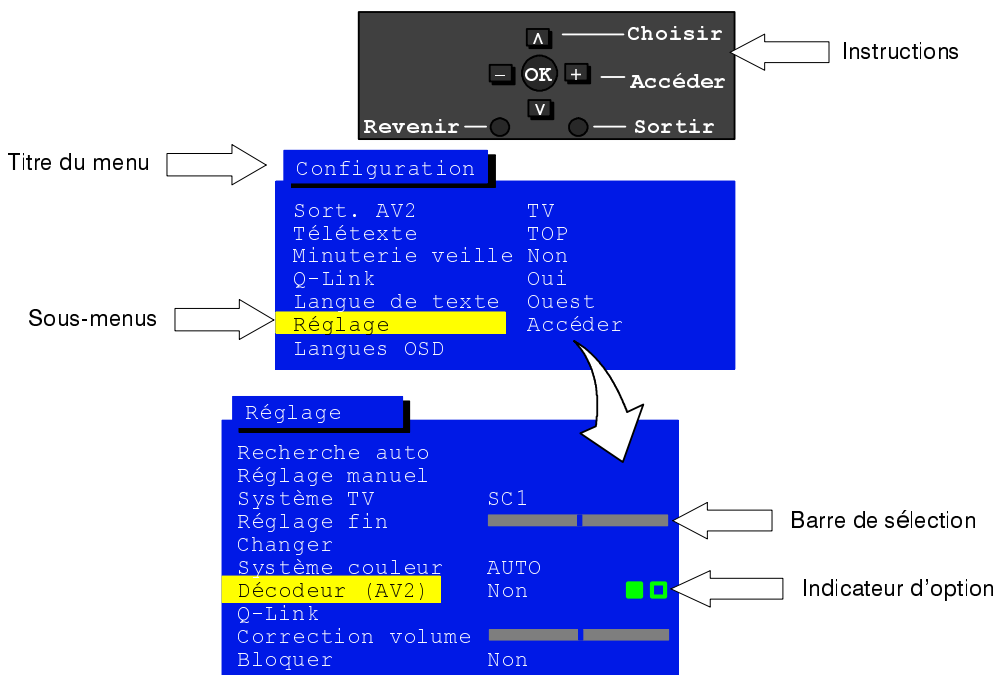 Choisir
Instructions
OK
Accéder
Revenir
Sortir
Titre du menu
Configuration
Sort. AV2 TV
Télétexte TOP
Minuterie veille Non
Q-Link Oui
Langue de texte Ouest
Sous-menus
Réglage Accéder
Langues OSD
Réglage
Recherche auto
Réglage manuel
Système TV SC1
Réglage fin
Barre de sélection
Changer
Système couleur AUTO
Décodeur (AV2) Non
Indicateur d'option
Q-Link
Correction volume
Bloquer Non